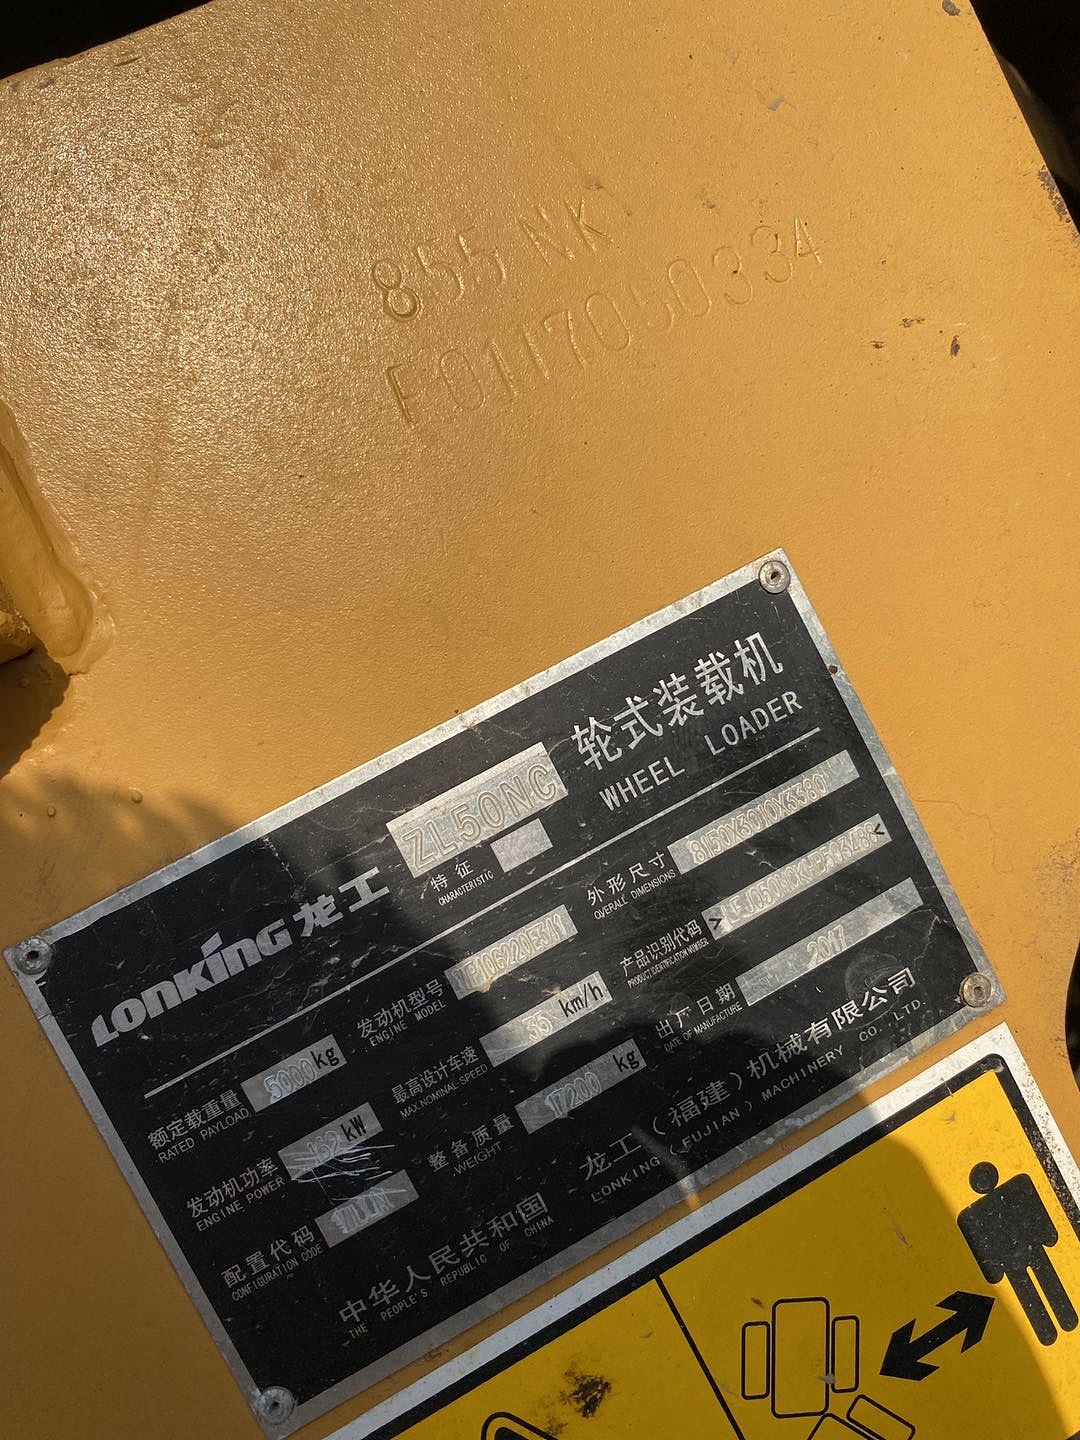 855 NK
F0117050334
LONKING 龙工
ZL50NC
特征
CHARACTERISTIC
轮式装载机
WHEEL LOADER
额定载重量
RATED PAYLOAD
5000 kg
发动机型号
ENGINE MODEL
外形尺寸
OVERALL DIMENSIONS
8150X3010X3380
发动机功率
ENGINE POWER
162 kW
最高设计车速
MAX.NOMINAL SPEED
35 km/h
产品识别代码
PRODUCT IDENTIFICATION NUMBER
配置代码
CONFIGURATION CODE
整备质量
WEIGHT
17200 kg
出产日期
DATE OF MANUFACTURE
2017
中华人民共和国
THE PEOPLE'S REPUBLIC OF CHINA
龙工（福建）机械有限公司
LONKING (FUJIAN) MACHINERY CO., LTD.